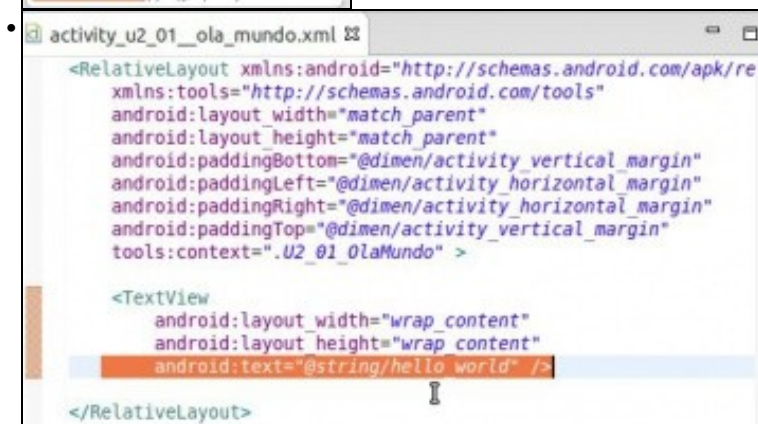 activity_u2_01__ola_mundo.xml
<RelativeLayout xmlns:android="http://schemas.android.com/apk/re
xmlns:tools="http://schemas.android.com/tools"
android:layout_width="match_parent"
android:layout_height="match_parent"
android:paddingBottom="@dimen/activity_vertical_margin"
android:paddingLeft="@dimen/activity_horizontal_margin"
android:paddingRight="@dimen/activity_horizontal_margin"
android:paddingTop="@dimen/activity_vertical_margin"
tools:context=".U2_01_OlaMundo" >
<TextView
android:layout_width="wrap_content"
android:layout_height="wrap_content"
android:text="@string/hello_world" />
</RelativeLayout>